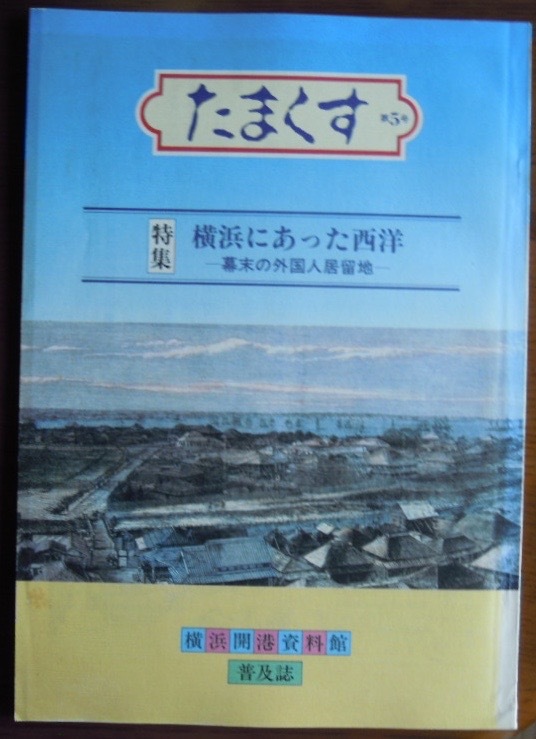 たまくす 第5号
特集
横浜にあった西洋
―幕末の外国人居留地―
横浜開港資料館
普及誌